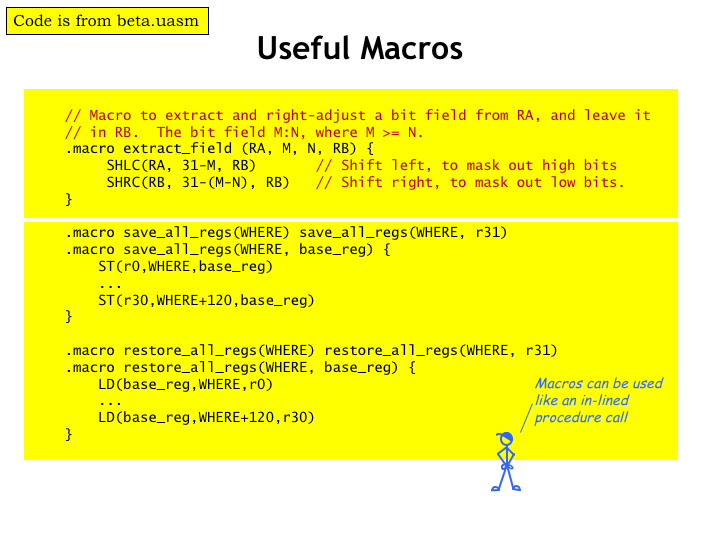 Code is from beta.uasm
Useful Macros
// Macro to extract and right-adjust a bit field from RA, and leave it
// in RB.  The bit field M:N, where M >= N.
.macro extract_field (RA, M, N, RB) {
     SHLC(RA, 31-M, RB)       // Shift left, to mask out high bits
     SHRC(RB, 31-(M-N), RB)   // Shift right, to mask out low bits.
}
.macro save_all_regs(WHERE) save_all_regs(WHERE, r31)
.macro save_all_regs(WHERE, base_reg) {
    ST(r0,WHERE,base_reg)
    ...
    ST(r30,WHERE+120,base_reg)
}
.macro restore_all_regs(WHERE) restore_all_regs(WHERE, r31)
.macro restore_all_regs(WHERE, base_reg) {
    LD(base_reg,WHERE,r0)
    ...
    LD(base_reg,WHERE+120,r30)
}
Macros can be used
like an in-lined
procedure call